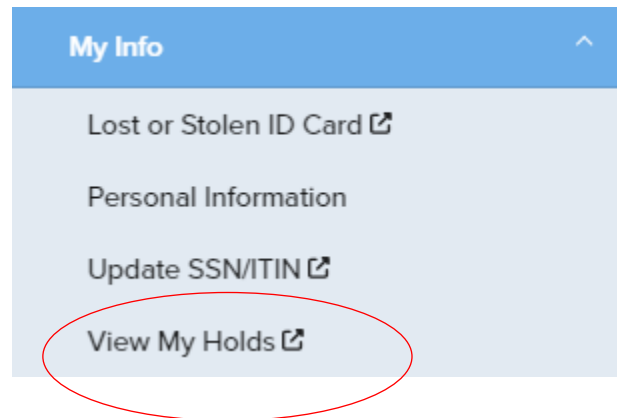 My Info
Lost or Stolen ID Card
Personal Information
Update SSN/ITIN
View My Holds